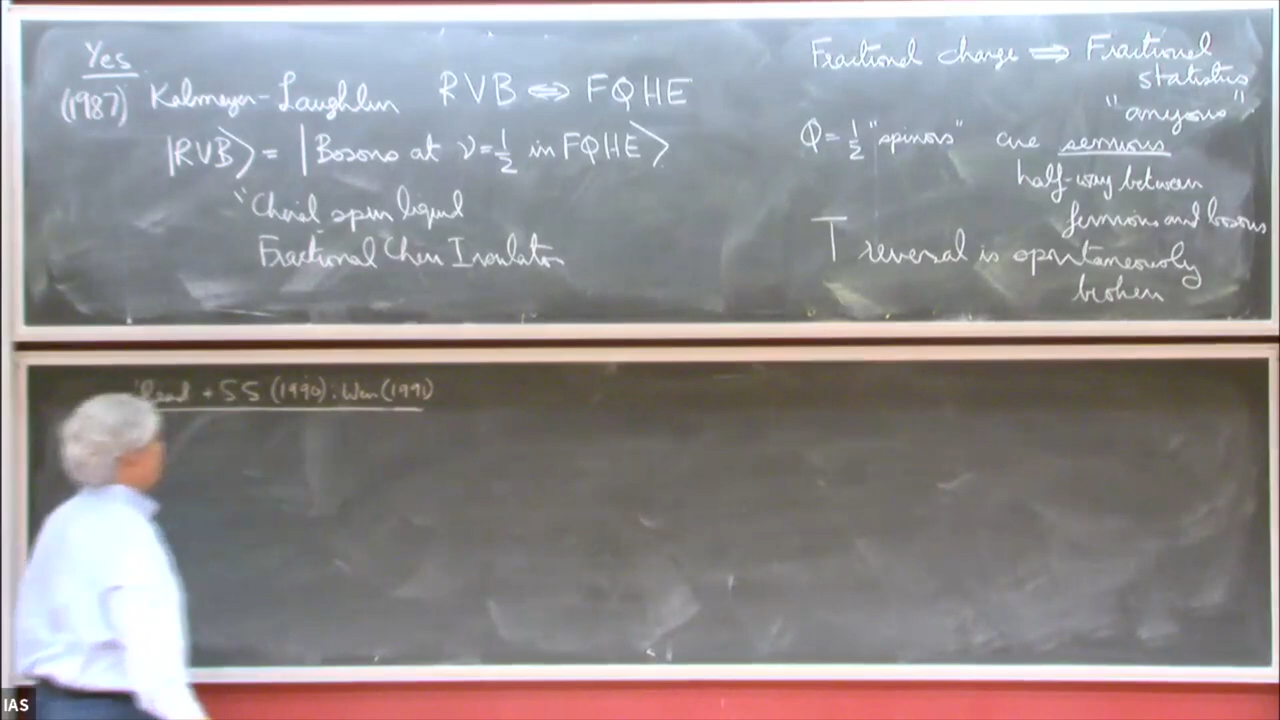 Yes
(1987) Kalmeyer-Laughlin RVB ⟺ FQHE
|RVB⟩ = |Bosons at ν=1/2 in FQHE⟩
"Chiral spin liquid
Fractional Chern Insulator
Fractional charge ⟹ Fractional
statistics
"anyons"
Q=1/2 "spinors" are semions
half-way between
fermions and bosons
T reversal is spontaneously
broken
Read + SS (1990), Wen (1991)
IAS